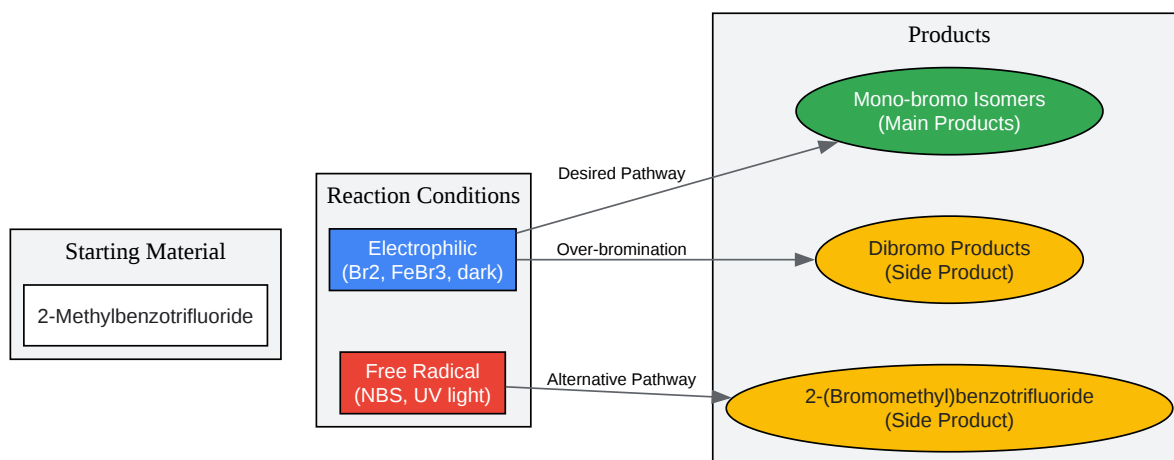 Starting Material
2-Methylbenzotrifluoride
Reaction Conditions
Electrophilic
(Br2, FeBr3, dark)
Free Radical
(NBS, UV light)
Desired Pathway
Over-bromination
Alternative Pathway
Products
Mono-bromo Isomers
(Main Products)
Dibromo Products
(Side Product)
2-(Bromomethyl)benzotrifluoride
(Side Product)